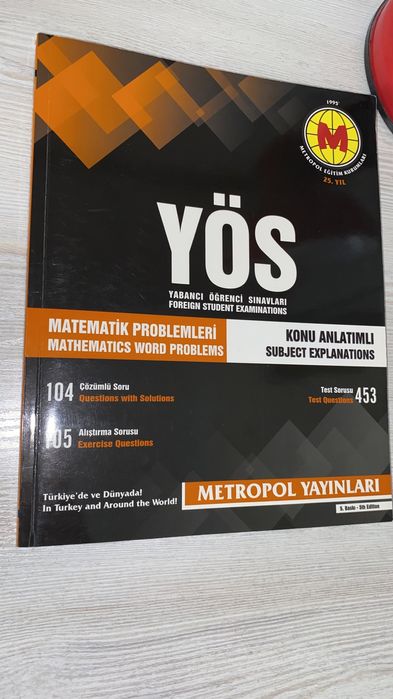 1995
M
METROPOL EĞİTİM KURUMLARI
25. YIL
YÖS
YABANCI ÖĞRENCİ SINAVLARI
FOREIGN STUDENT EXAMINATIONS
MATEMATİK PROBLEMLERİ
MATHEMATICS WORD PROBLEMS
KONU ANLATIMLI
SUBJECT EXPLANATIONS
104 Çözümlü Soru
Questions with Solutions
Test Sorusu 453
Test Questions
105 Alıştırma Sorusu
Exercise Questions
Türkiye'de ve Dünyada!
In Turkey and Around the World!
METROPOL YAYINLARI
5. Baskı - 5th Edition